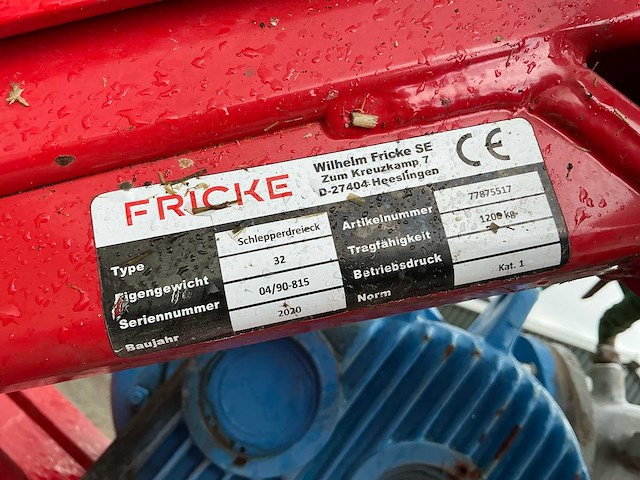 FRICKE
Wilhelm Fricke SE
Zum Kreuzkamp 7
D-27404 Heeslingen
CE
Type Schlepperdreieck
Eigengewicht 32
Seriennummer 04/90-815
Baujahr 2020
Artikelnummer 77875517
Tragfähigkeit 1200 kg
Betriebsdruck
Norm Kat. 1